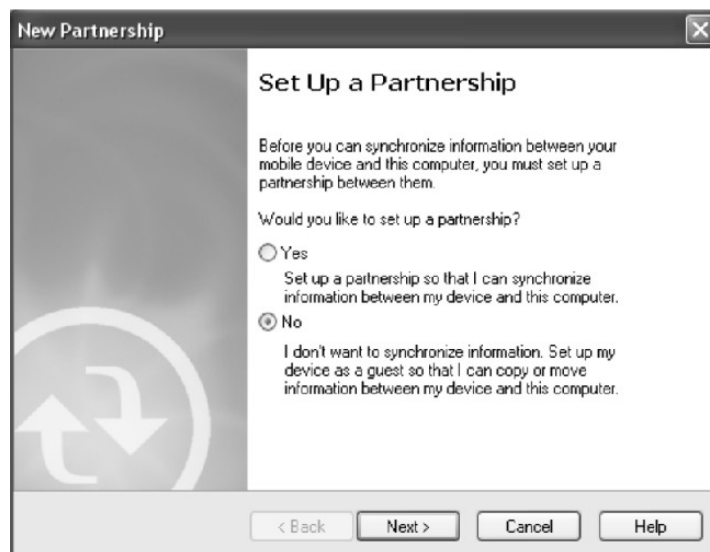 New Partnership
Set Up a Partnership
Before you can synchronize information between your
mobile device and this computer, you must set up a
partnership between them.
Would you like to set up a partnership?
Yes
Set up a partnership so that I can synchronize
information between my device and this computer.
No
I don't want to synchronize information. Set up my
device as a guest so that I can copy or move
information between my device and this computer.
< Back Next > Cancel Help